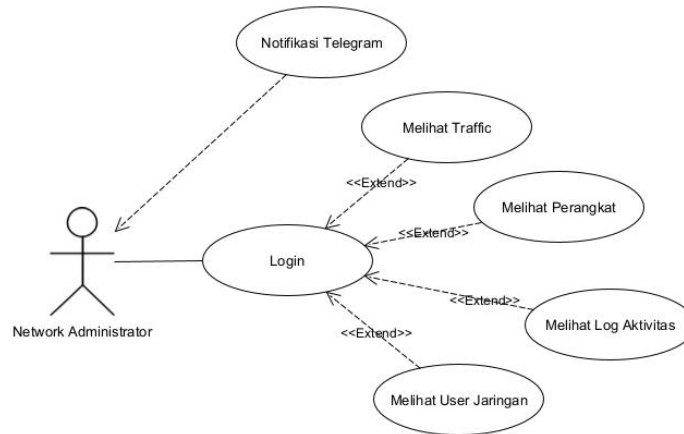 Notifikasi Telegram
Melihat Traffic
<<Extend>>
Melihat Perangkat
<<Extend>>
Login
<<Extend>>
Melihat Log Aktivitas
Network Administrator
<<Extend>>
Melihat User Jaringan